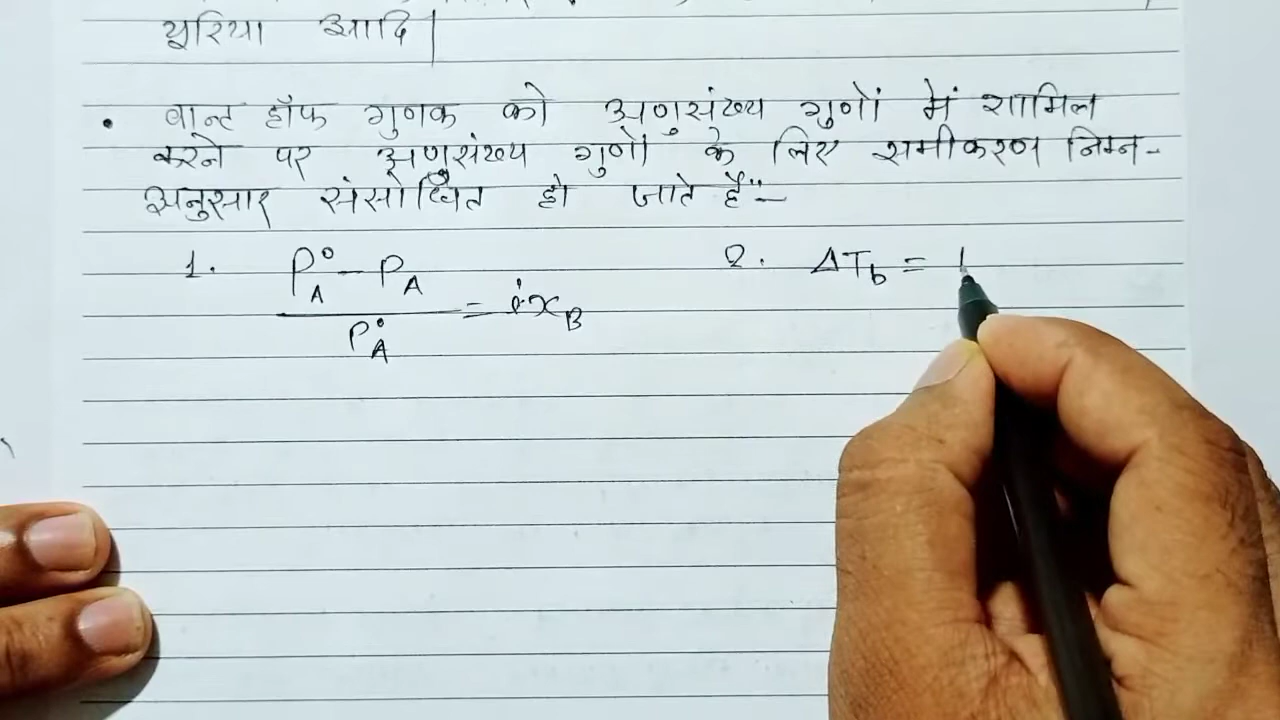 यूरिया आदि|
• वान्ट हॉफ गुणक को अणुसंख्य गुणों में शामिल
करने पर अणुसंख्य गुणों के लिए समीकरण निम्न-
अनुसार संसोधित हो जाते हैं:-
1. (P°A - PA) / P°A = i xB
2. ΔTb =